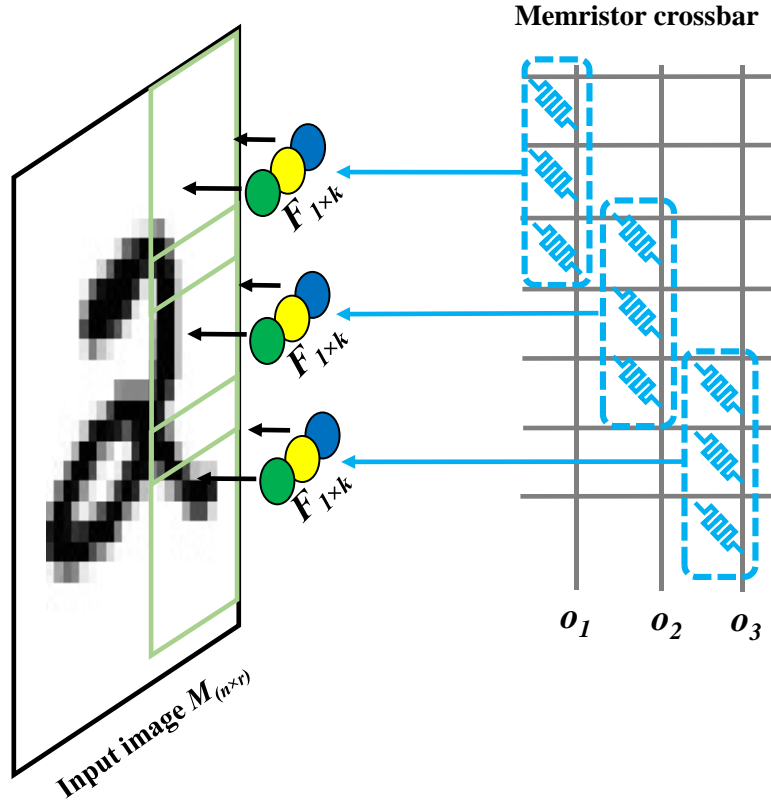 Memristor crossbar
F 1×k
F 1×k
F 1×k
o1 o2 o3
Input image M(n×r)